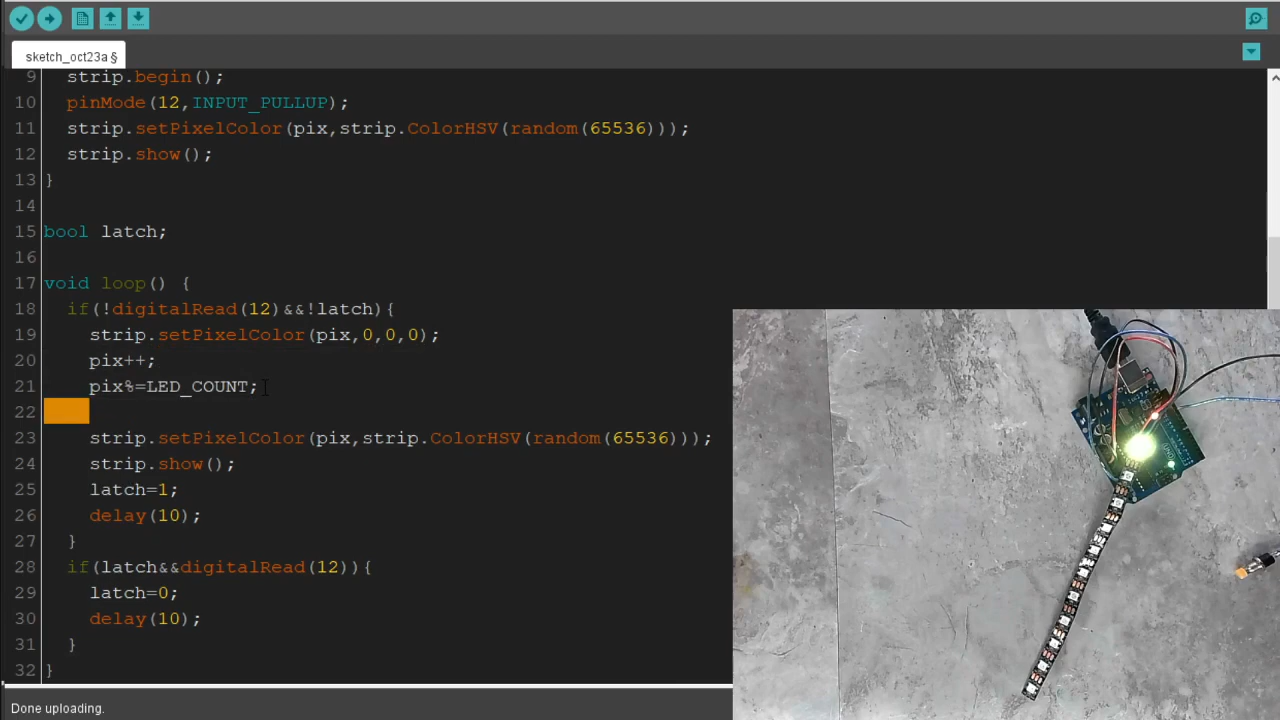 sketch_oct23a §
9 strip.begin();
10 pinMode(12,INPUT_PULLUP);
11 strip.setPixelColor(pix,strip.ColorHSV(random(65536)));
12 strip.show();
13 }
14
15 bool latch;
16
17 void loop() {
18 if(!digitalRead(12)&&!latch){
19 strip.setPixelColor(pix,0,0,0);
20 pix++;
21 pix%=LED_COUNT;
22
23 strip.setPixelColor(pix,strip.ColorHSV(random(65536)));
24 strip.show();
25 latch=1;
26 delay(10);
27 }
28 if(latch&&digitalRead(12)){
29 latch=0;
30 delay(10);
31 }
32 }
Done uploading.